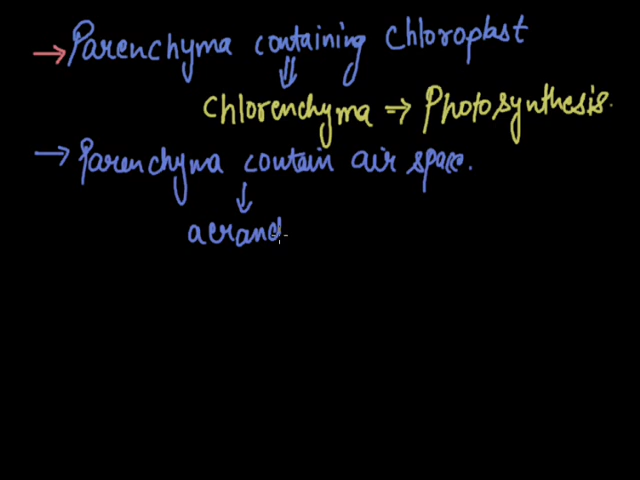 → Parenchyma containing Chloroplast
⇓
Chlorenchyma ⇒ Photosynthesis.
→ Parenchyma contain air space.
↓
aerand